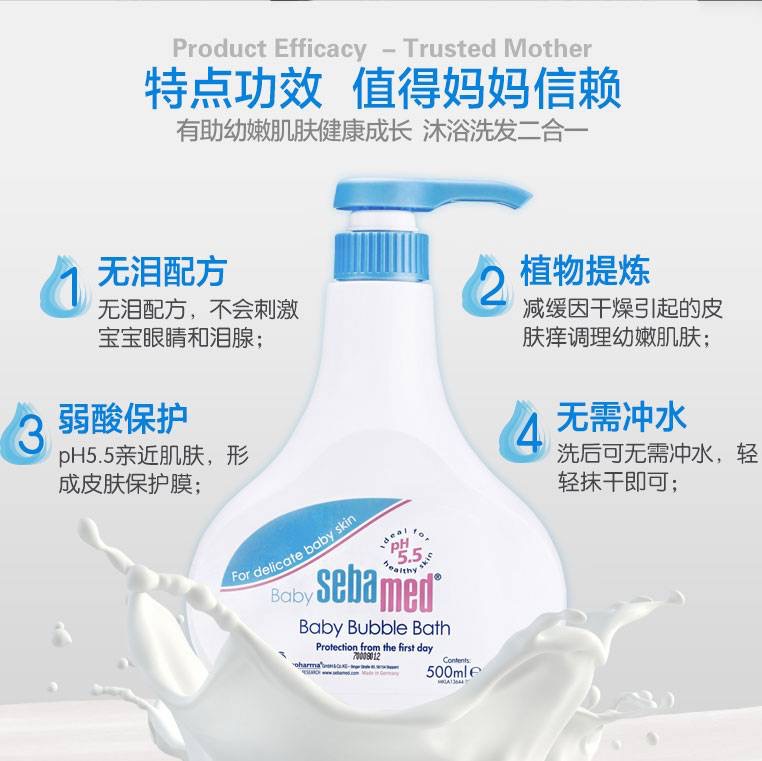 Product Efficacy – Trusted Mother
特点功效 值得妈妈信赖
有助幼嫩肌肤健康成长 沐浴洗发二合一
1 无泪配方
无泪配方，不会刺激
宝宝眼睛和泪腺；
2 植物提炼
减缓因干燥引起的皮
肤痒调理幼嫩肌肤；
3 弱酸保护
pH5.5亲近肌肤，形
成皮肤保护膜；
4 无需冲水
洗后可无需冲水，轻
轻抹干即可；
For delicate baby skin
Ideal for
pH
5.5
healthy skin
Baby sebamed®
Baby Bubble Bath
Protection from the first day
70008012
GmbH & Co. KG
www.sebamed.com Made in Germany
Contents:
500ml e